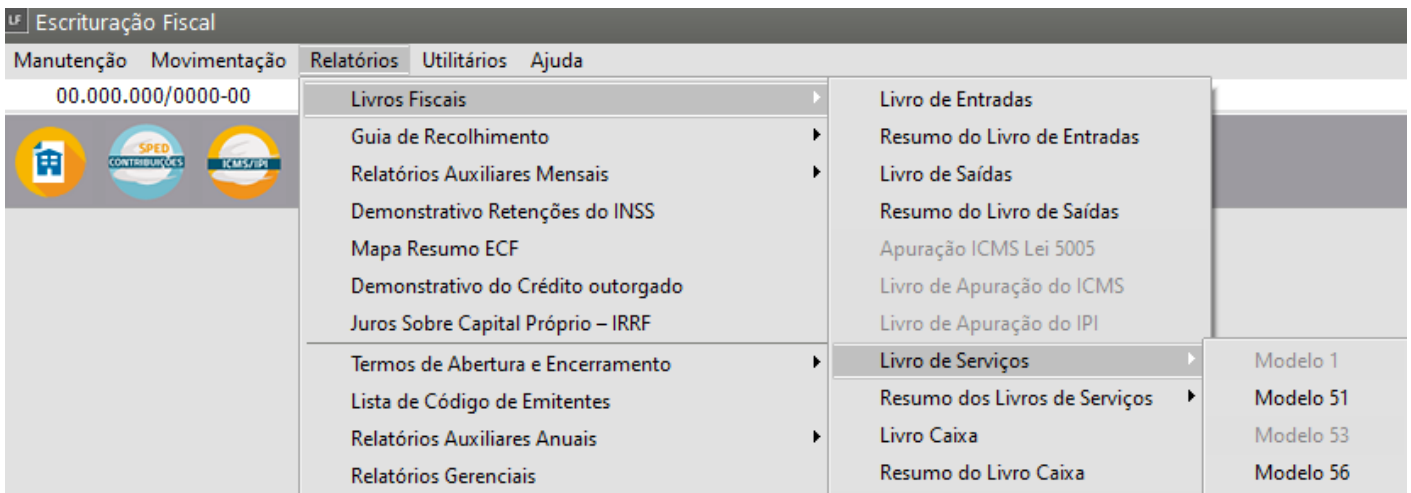 LF Escrituração Fiscal
Manutenção Movimentação Relatórios Utilitários Ajuda
00.000.000/0000-00
SPED
CONTRIBUIÇÕES
ICMS/IPI
Livros Fiscais
Guia de Recolhimento
Relatórios Auxiliares Mensais
Demonstrativo Retenções do INSS
Mapa Resumo ECF
Demonstrativo do Crédito outorgado
Juros Sobre Capital Próprio – IRRF
Termos de Abertura e Encerramento
Lista de Código de Emitentes
Relatórios Auxiliares Anuais
Relatórios Gerenciais
Livro de Entradas
Resumo do Livro de Entradas
Livro de Saídas
Resumo do Livro de Saídas
Apuração ICMS Lei 5005
Livro de Apuração do ICMS
Livro de Apuração do IPI
Livro de Serviços
Resumo dos Livros de Serviços
Livro Caixa
Resumo do Livro Caixa
Modelo 1
Modelo 51
Modelo 53
Modelo 56